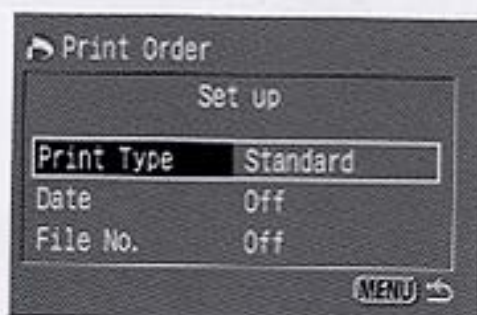 Print Order
Set up
Print Type Standard
Date Off
File No. Off
MENU